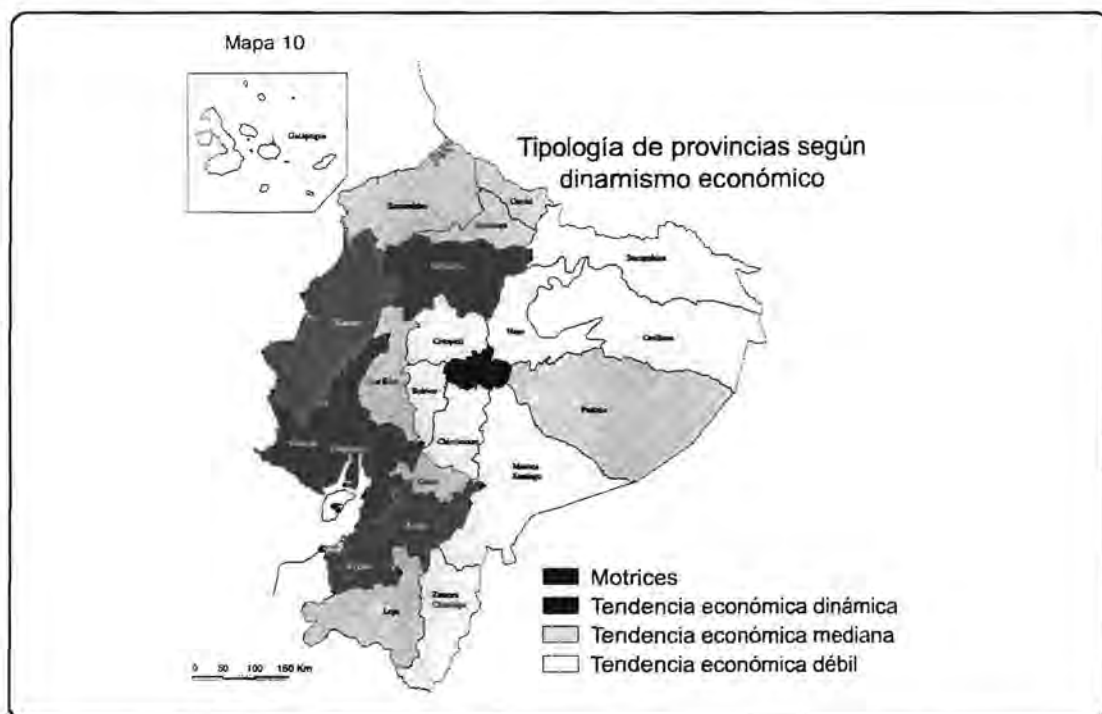 Mapa 10
Galápagos
Tipología de provincias según
dinamismo económico
Esmeraldas
Carchi
Sucumbíos
Napo
Orellana
Cotopaxi
Los Ríos
Bolívar
Pastaza
Chimborazo
Morona
Santiago
Cañar
Azuay
Loja
Zamora
Chinchipe
Motrices
Tendencia económica dinámica
Tendencia económica mediana
Tendencia económica débil
0 50 100 150 Km